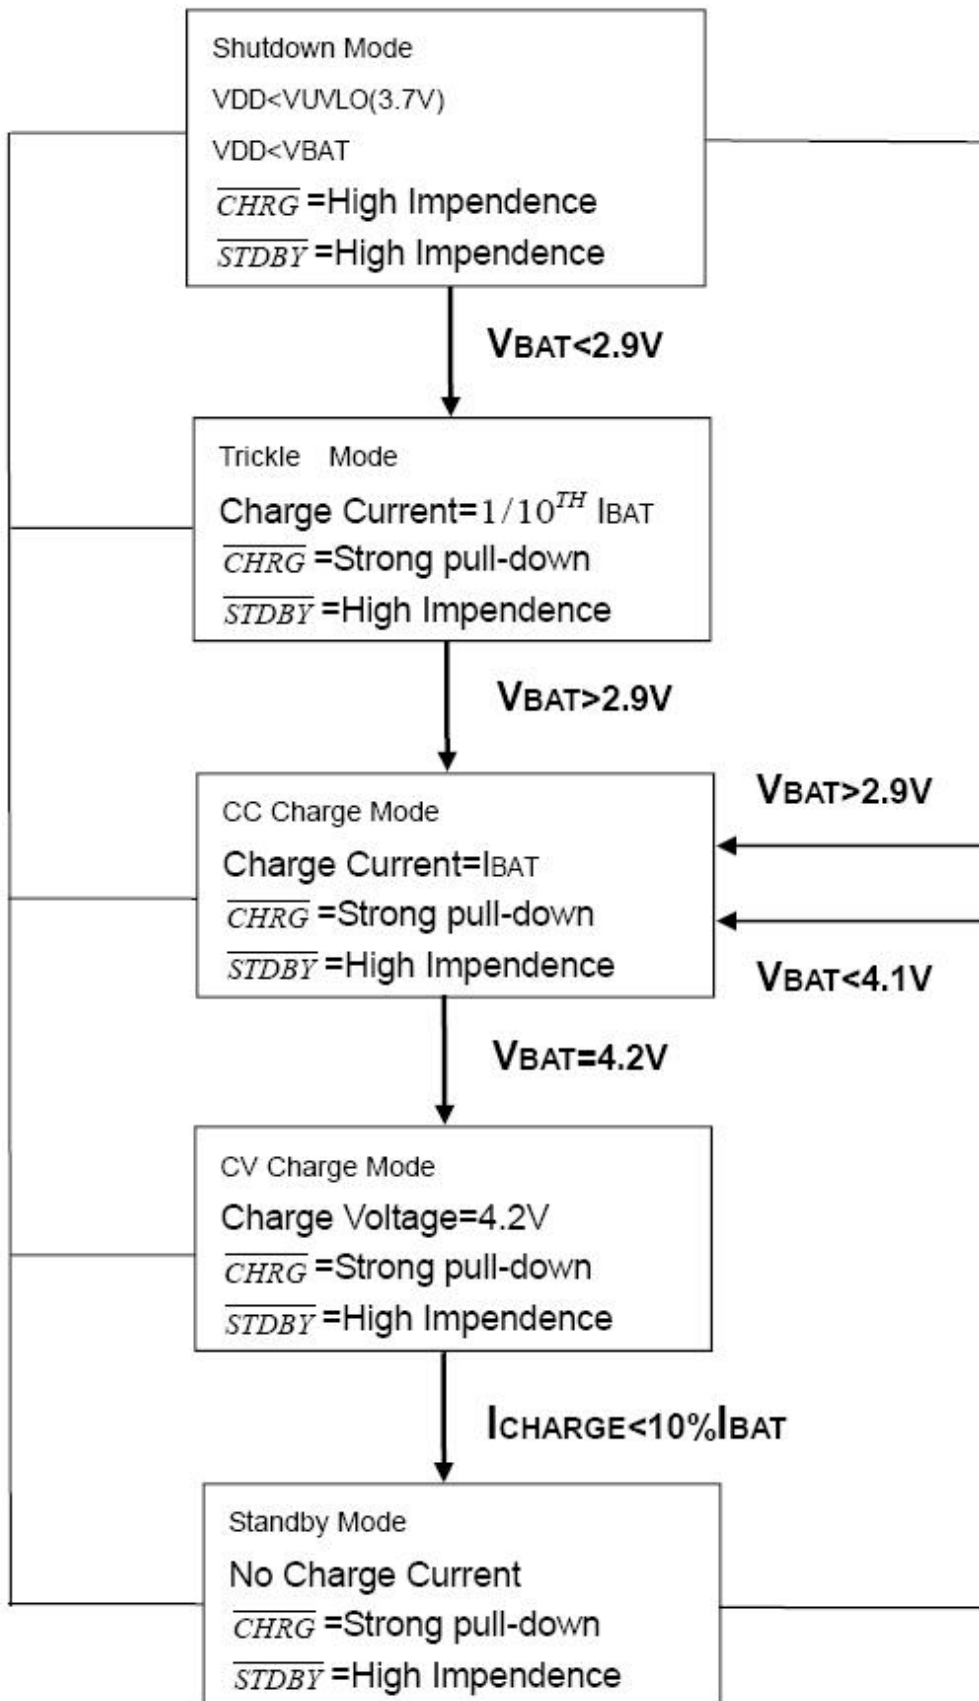 Shutdown Mode
VDD<VUVLO(3.7V)
VDD<VBAT
CHRG=High Impendence
STDBY=High Impendence
VBAT<2.9V
Trickle Mode
Charge Current=1/10TH IBAT
CHRG=Strong pull-down
STDBY=High Impendence
VBAT>2.9V
CC Charge Mode
Charge Current=IBAT
CHRG=Strong pull-down
STDBY=High Impendence
VBAT>2.9V
VBAT<4.1V
VBAT=4.2V
CV Charge Mode
Charge Voltage=4.2V
CHRG=Strong pull-down
STDBY=High Impendence
ICHARGE<10%IBAT
Standby Mode
No Charge Current
CHRG=Strong pull-down
STDBY=High Impendence